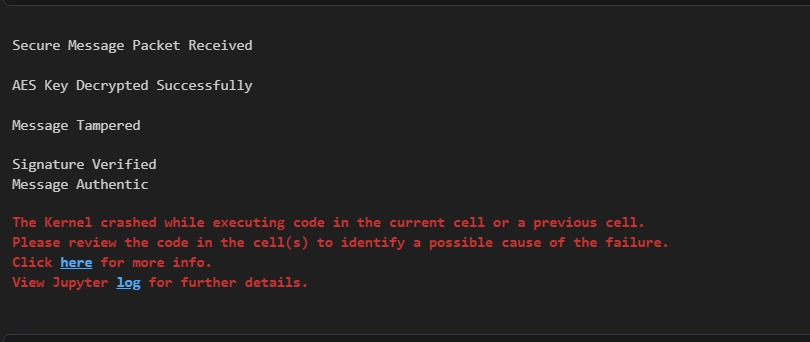 Secure Message Packet Received
AES Key Decrypted Successfully
Message Tampered
Signature Verified
Message Authentic
The Kernel crashed while executing code in the current cell or a previous cell.
Please review the code in the cell(s) to identify a possible cause of the failure.
Click here for more info.
View Jupyter log for further details.